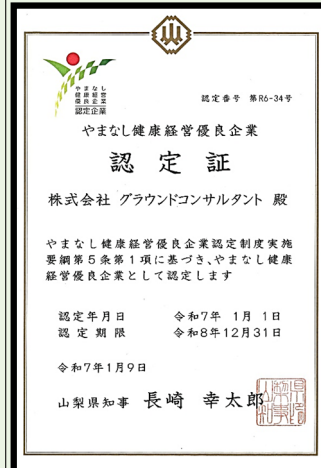 やまなし
健康経営
優良企業
認定企業
認定番号 第R6-34号
やまなし健康経営優良企業
認定証
株式会社 グラウンドコンサルタント 殿
やまなし健康経営優良企業認定制度実施
要綱第5条第1項に基づき、やまなし健康
経営優良企業として認定します
認定年月日 令和7年 1月 1日
認定期限 令和8年12月31日
令和7年1月9日
山梨県知事 長崎 幸太郎